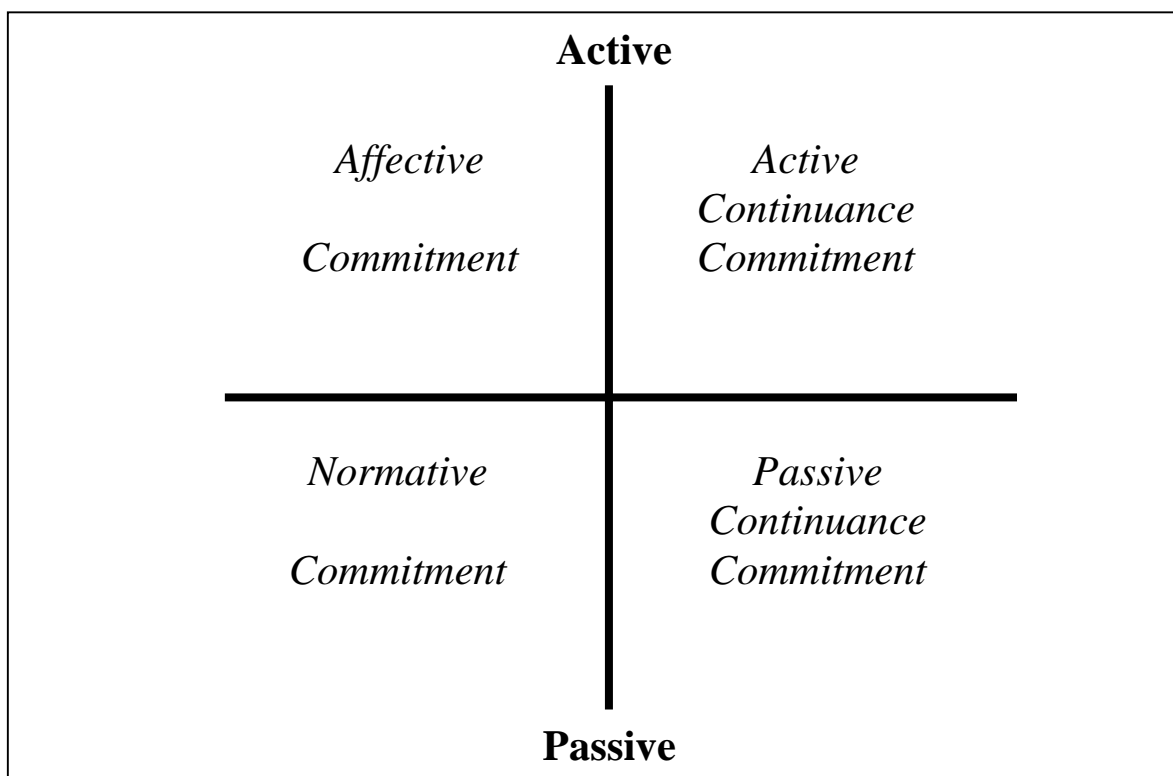 Active
Affective
Commitment
Active
Continuance
Commitment
Normative
Commitment
Passive
Continuance
Commitment
Passive